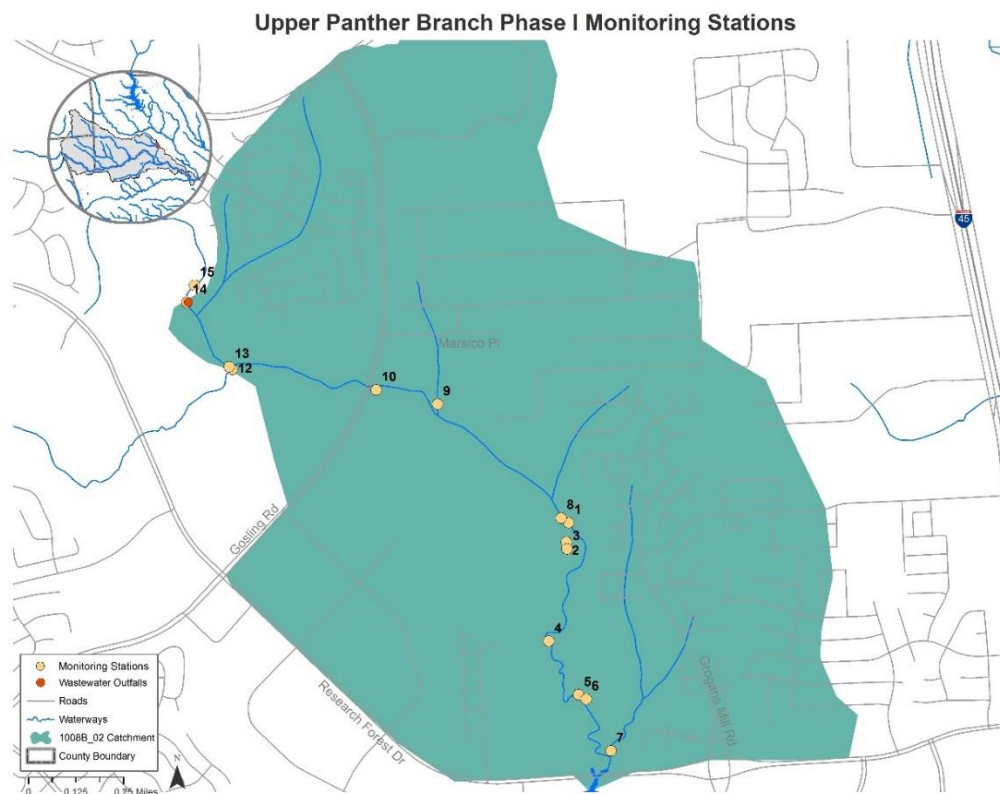 Upper Panther Branch Phase I Monitoring Stations
45
15
14
Marsico Pl
13
12
10
9
8
1
3
2
Gosling Rd
4
5
6
Grogans Mill Rd
Research Forest Dr
7
Monitoring Stations
Wastewater Outfalls
Roads
Waterways
1008B_02 Catchment
County Boundary
N
0 0.125 0.25 Miles